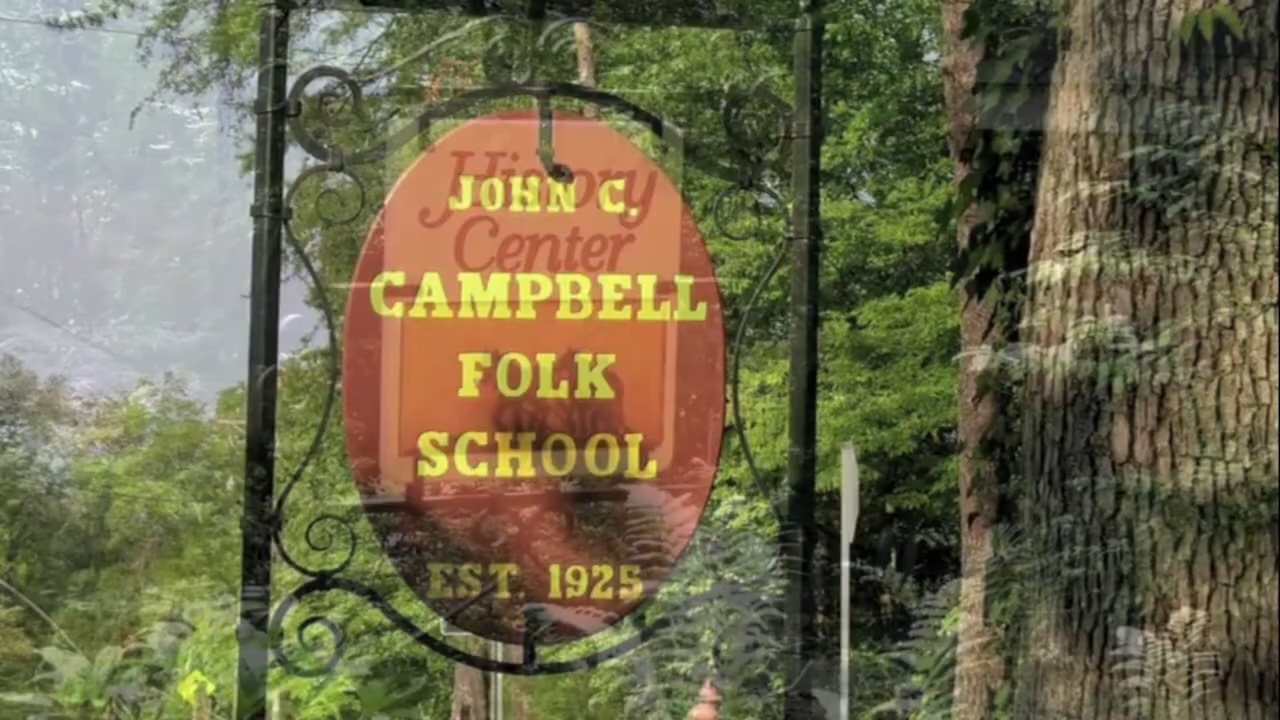 History
Center
JOHN C.
CAMPBELL
FOLK
SCHOOL
EST. 1925